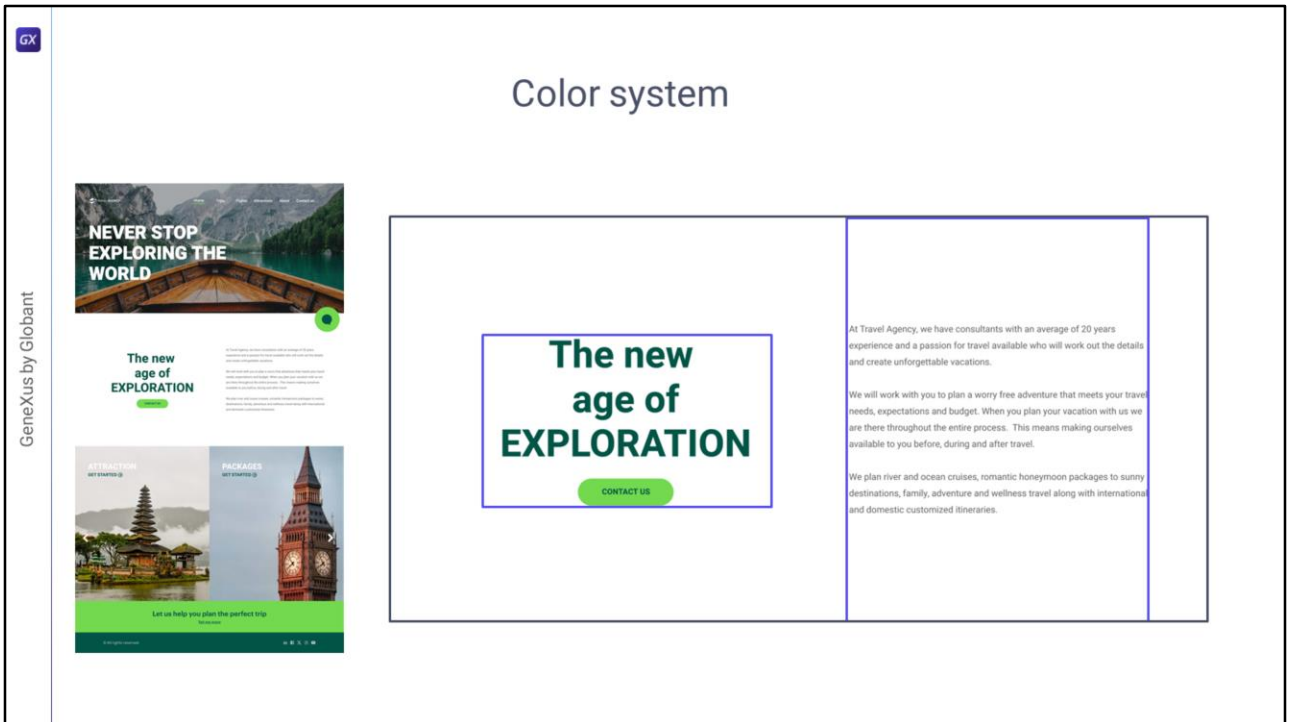 GX
GeneXus by Globant
Color system
Home
NEVER STOP
EXPLORING THE
WORLD
The new
age of
EXPLORATION
CONTACT US
ATTRACTION
GET STARTED
PACKAGES
GET STARTED
Let us help you plan the perfect trip
The new
age of
EXPLORATION
CONTACT US
At Travel Agency, we have consultants with an average of 20 years
experience and a passion for travel available who will work out the details
and create unforgettable vacations.
We will work with you to plan a worry free adventure that meets your travel
needs, expectations and budget. When you plan your vacation with us we
are there throughout the entire process. This means making ourselves
available to you before, during and after travel.
We plan river and ocean cruises, romantic honeymoon packages to sunny
destinations, family, adventure and wellness travel along with international
and domestic customized itineraries.